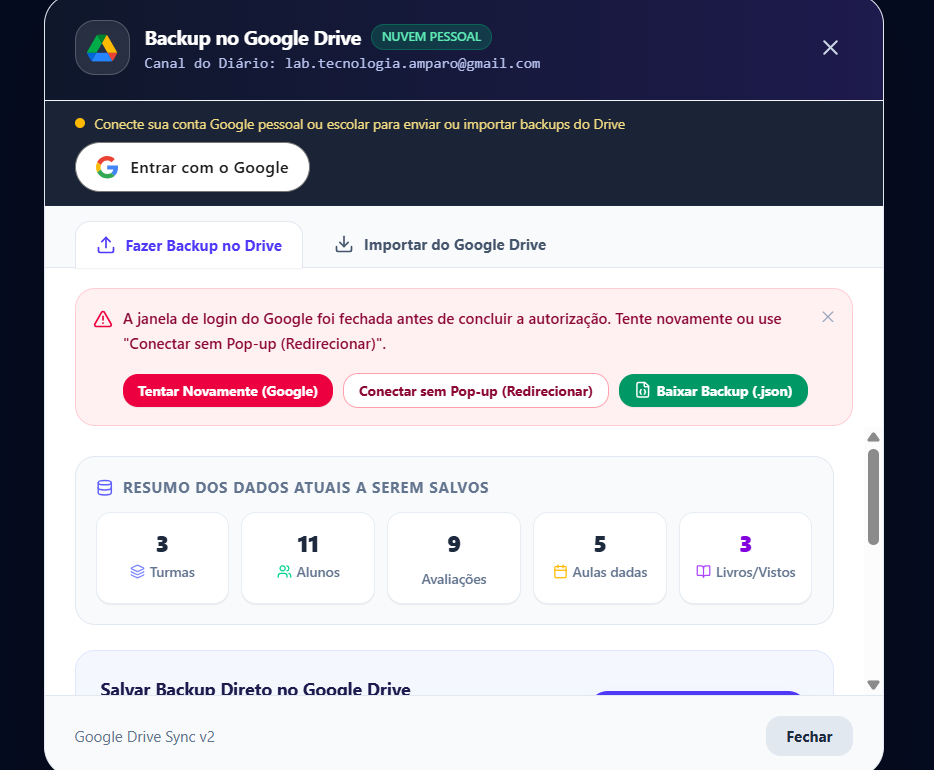 Backup no Google Drive NUVEM PESSOAL
Canal do Diário: lab.tecnologia.amparo@gmail.com
Conecte sua conta Google pessoal ou escolar para enviar ou importar backups do Drive
Entrar com o Google
Fazer Backup no Drive Importar do Google Drive
A janela de login do Google foi fechada antes de concluir a autorização. Tente novamente ou use
"Conectar sem Pop-up (Redirecionar)".
Tentar Novamente (Google) Conectar sem Pop-up (Redirecionar) Baixar Backup (.json)
RESUMO DOS DADOS ATUAIS A SEREM SALVOS
3 11 9 5 3
Turmas Alunos Avaliações Aulas dadas Livros/Vistos
Salvar Backup Direto no Google Drive
Google Drive Sync v2 Fechar